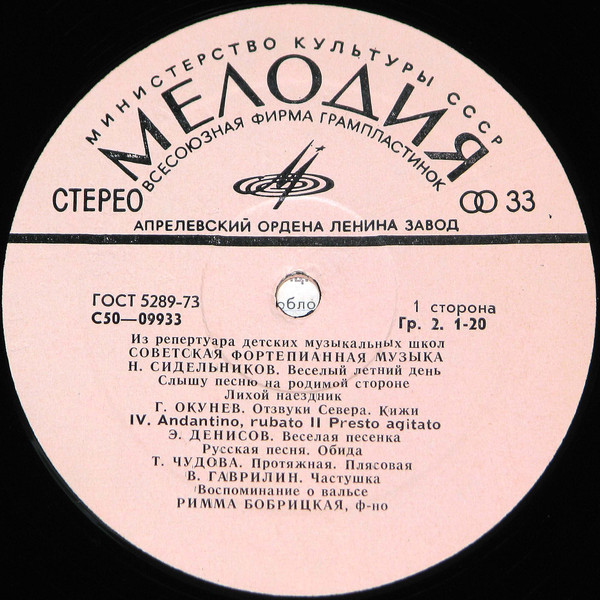 МИНИСТЕРСТВО КУЛЬТУРЫ СССР
МЕЛОДИЯ
ВСЕСОЮЗНАЯ ФИРМА ГРАМПЛАСТИНОК
СТЕРЕО 33
АПРЕЛЕВСКИЙ ОРДЕНА ЛЕНИНА ЗАВОД
ГОСТ 5289-73
С50—09933
1 сторона
Гр. 2. 1-20
Из репертуара детских музыкальных школ
СОВЕТСКАЯ ФОРТЕПИАННАЯ МУЗЫКА
Н. СИДЕЛЬНИКОВ. Веселый летний день
Слышу песню на родимой стороне
Лихой наездник
Г. ОКУНЕВ. Отзвуки Севера. Кижи
IV. Andantino, rubato II Presto agitato
Э. ДЕНИСОВ. Веселая песенка
Русская песня. Обида
Т. ЧУДОВА. Протяжная. Плясовая
В. ГАВРИЛИН. Частушка
Воспоминание о вальсе
РИММА БОБРИЦКАЯ, ф-но